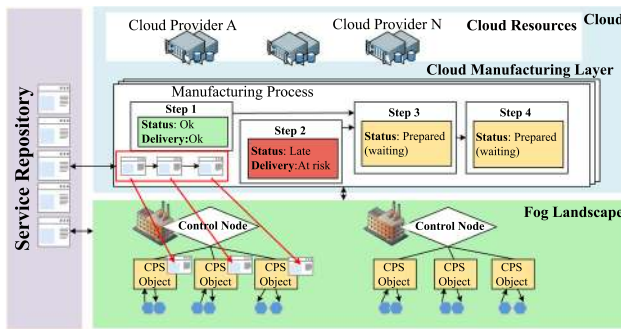 Cloud
Cloud Provider A
Cloud Provider N
Cloud Resources
Cloud Manufacturing Layer
Manufacturing Process
Step 1
Status: Ok
Delivery:Ok
Step 2
Status: Late
Delivery:At risk
Step 3
Status: Prepared
(waiting)
Step 4
Status: Prepared
(waiting)
Service Repository
Fog Landscape
Control Node
Control Node
CPS
Object
CPS
Object
CPS
Object
CPS
Object
CPS
Object
CPS
Object